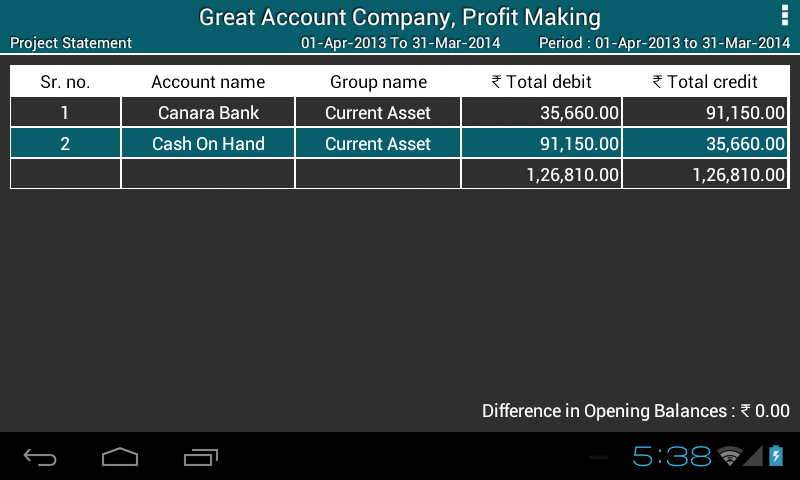 Great Account Company, Profit Making
Project Statement 01-Apr-2013 To 31-Mar-2014 Period : 01-Apr-2013 to 31-Mar-2014
Sr. no. Account name Group name ₹ Total debit ₹ Total credit
1 Canara Bank Current Asset 35,660.00 91,150.00
2 Cash On Hand Current Asset 91,150.00 35,660.00
1,26,810.00 1,26,810.00
Difference in Opening Balances : ₹ 0.00
5:38